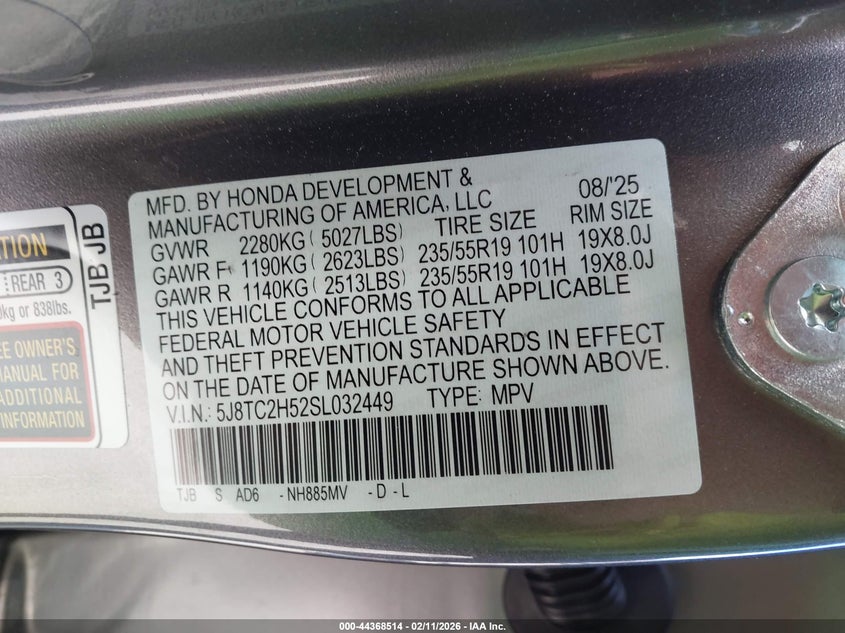 MFD. BY HONDA DEVELOPMENT &
MANUFACTURING OF AMERICA, LLC 08/'25
GVWR 2280KG ( 5027LBS) TIRE SIZE RIM SIZE
GAWR F 1190KG ( 2623LBS) 235/55R19 101H 19X8.0J
GAWR R 1140KG ( 2513LBS) 235/55R19 101H 19X8.0J
THIS VEHICLE CONFORMS TO ALL APPLICABLE
FEDERAL MOTOR VEHICLE SAFETY
AND THEFT PREVENTION STANDARDS IN EFFECT
ON THE DATE OF MANUFACTURE SHOWN ABOVE.
V.I.N.: 5J8TC2H52SL032449 TYPE: MPV
TJB S AD6 -NH885MV -D-L
REAR 3
kg or 838lbs.
OWNER'S
MANUAL FOR
ADDITIONAL
INFORMATION
TJB JB
000-44368514 - 02/11/2026 - IAA Inc.